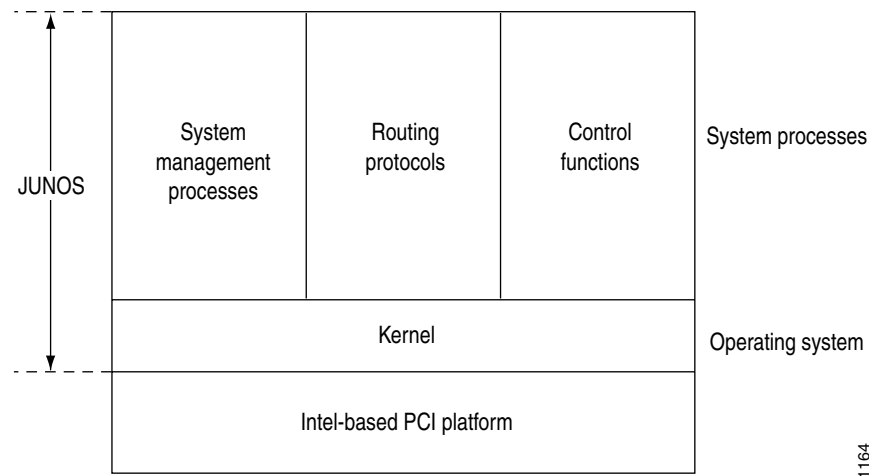 JUNOS
System
management
processes
Routing
protocols
Control
functions
System processes
Kernel
Operating system
Intel-based PCI platform
1164